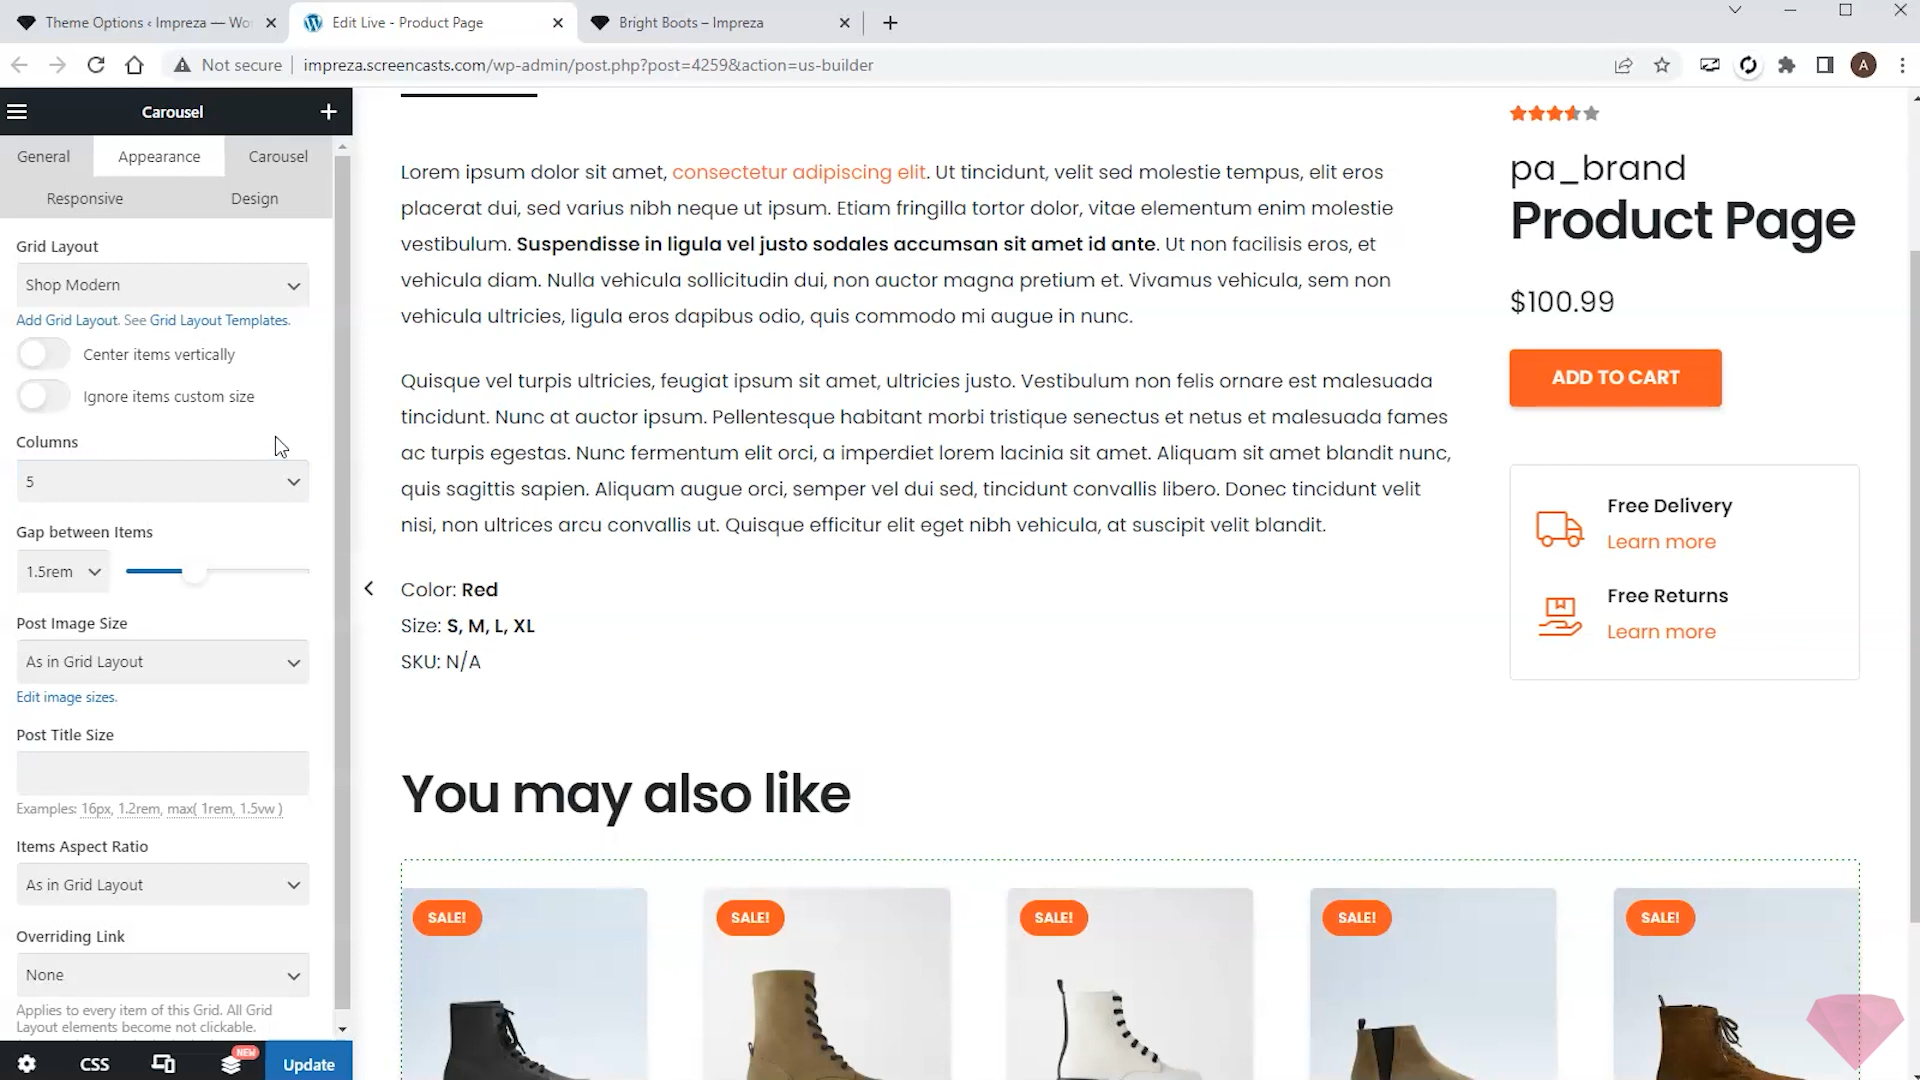 Theme Options ‹ Impreza — Wo
Edit Live - Product Page
Bright Boots – Impreza
Not secure
impreza.screencasts.com/wp-admin/post.php?post=4259&action=us-builder
A
Carousel
General
Appearance
Carousel
Responsive
Design
Grid Layout
Shop Modern
Add Grid Layout. See Grid Layout Templates.
Center items vertically
Ignore items custom size
Columns
5
Gap between Items
1.5rem
Post Image Size
As in Grid Layout
Edit image sizes.
Post Title Size
Examples: 16px, 1.2rem, max( 1rem, 1.5vw )
Items Aspect Ratio
As in Grid Layout
Overriding Link
None
Applies to every item of this Grid. All Grid
Layout elements become not clickable.
CSS
NEW
Update
Lorem ipsum dolor sit amet, consectetur adipiscing elit. Ut tincidunt, velit sed molestie tempus, elit eros
placerat dui, sed varius nibh neque ut ipsum. Etiam fringilla tortor dolor, vitae elementum enim molestie
vestibulum. Suspendisse in ligula vel justo sodales accumsan sit amet id ante. Ut non facilisis eros, et
vehicula diam. Nulla vehicula sollicitudin dui, non auctor magna pretium et. Vivamus vehicula, sem non
vehicula ultricies, ligula eros dapibus odio, quis commodo mi augue in nunc.
Quisque vel turpis ultricies, feugiat ipsum sit amet, ultricies justo. Vestibulum non felis ornare est malesuada
tincidunt. Nunc at auctor ipsum. Pellentesque habitant morbi tristique senectus et netus et malesuada fames
ac turpis egestas. Nunc fermentum elit orci, a imperdiet lorem lacinia sit amet. Aliquam sit amet blandit nunc,
quis sagittis sapien. Aliquam augue orci, semper vel dui sed, tincidunt convallis libero. Donec tincidunt velit
nisi, non ultrices arcu convallis ut. Quisque efficitur elit eget nibh vehicula, at suscipit velit blandit.
Color: Red
Size: S, M, L, XL
SKU: N/A
pa_brand
Product Page
$100.99
ADD TO CART
Free Delivery
Learn more
Free Returns
Learn more
You may also like
SALE!
SALE!
SALE!
SALE!
SALE!